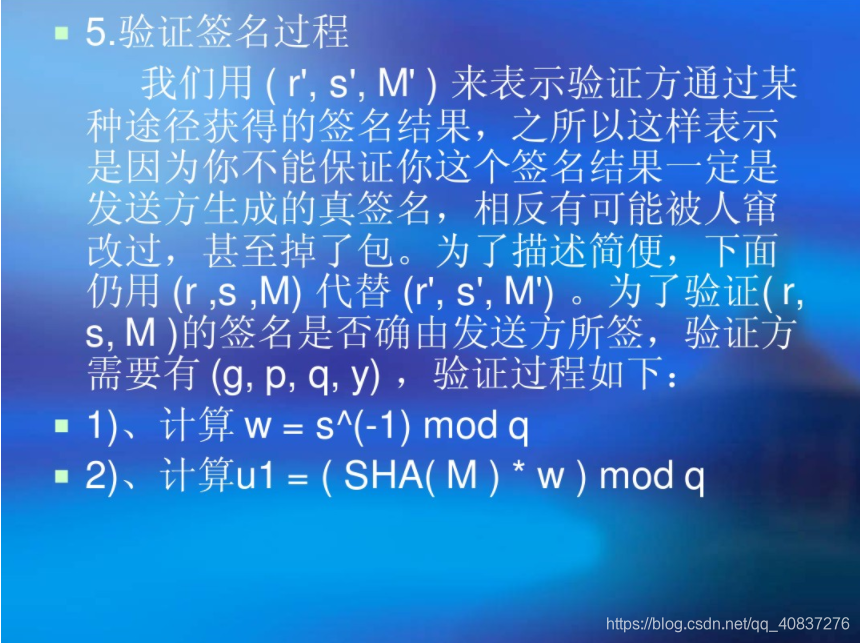 5.验证签名过程
我们用 ( r', s', M' ) 来表示验证方通过某
种途径获得的签名结果，之所以这样表示
是因为你不能保证你这个签名结果一定是
发送方生成的真签名，相反有可能被人窜
改过，甚至掉了包。为了描述简便，下面
仍用 (r ,s ,M) 代替 (r', s', M') 。为了验证( r,
s, M )的签名是否确由发送方所签，验证方
需要有 (g, p, q, y) ，验证过程如下：
1)、计算 w = s^(-1) mod q
2)、计算u1 = ( SHA( M ) * w ) mod q
https://blog.csdn.net/qq_40837276